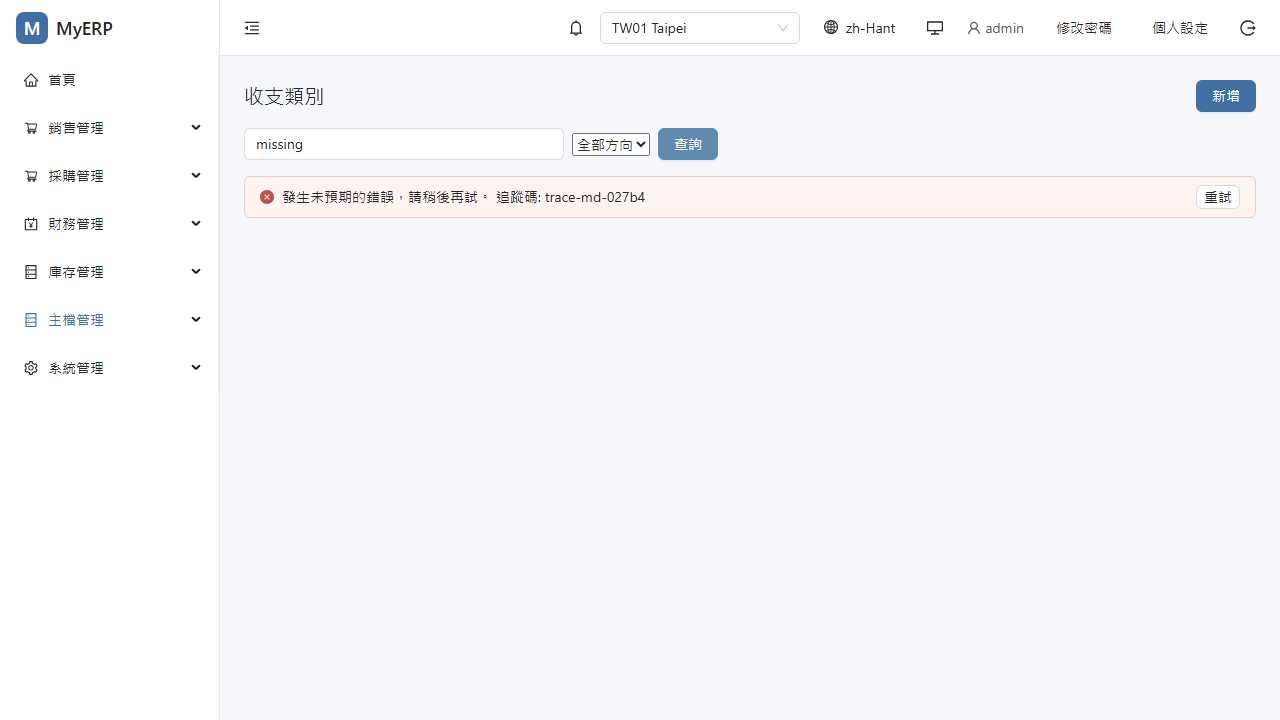 M MyERP
TW01 Taipei
zh-Hant
admin
修改密碼
個人設定
首頁
銷售管理
採購管理
財務管理
庫存管理
主檔管理
系統管理
收支類別
新增
missing
全部方向
查詢
發生未預期的錯誤，請稍後再試。 追蹤碼: trace-md-027b4
重試